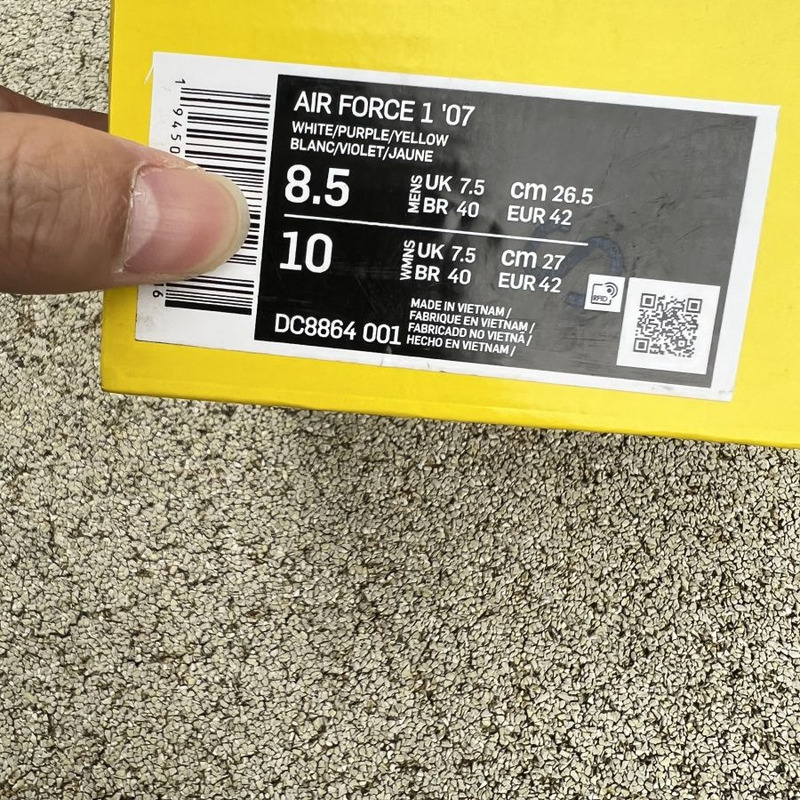 AIR FORCE 1 '07
WHITE/PURPLE/YELLOW
BLANC/VIOLET/JAUNE
8.5 MENS UK 7.5 cm 26.5
BR 40 EUR 42
10 WMNS UK 7.5 cm 27
BR 40 EUR 42
RFID
MADE IN VIETNAM /
FABRIQUE EN VIETNAM /
FABRICADO NO VIETNÃ /
HECHO EN VIETNAM /
DC8864 001
1 9450